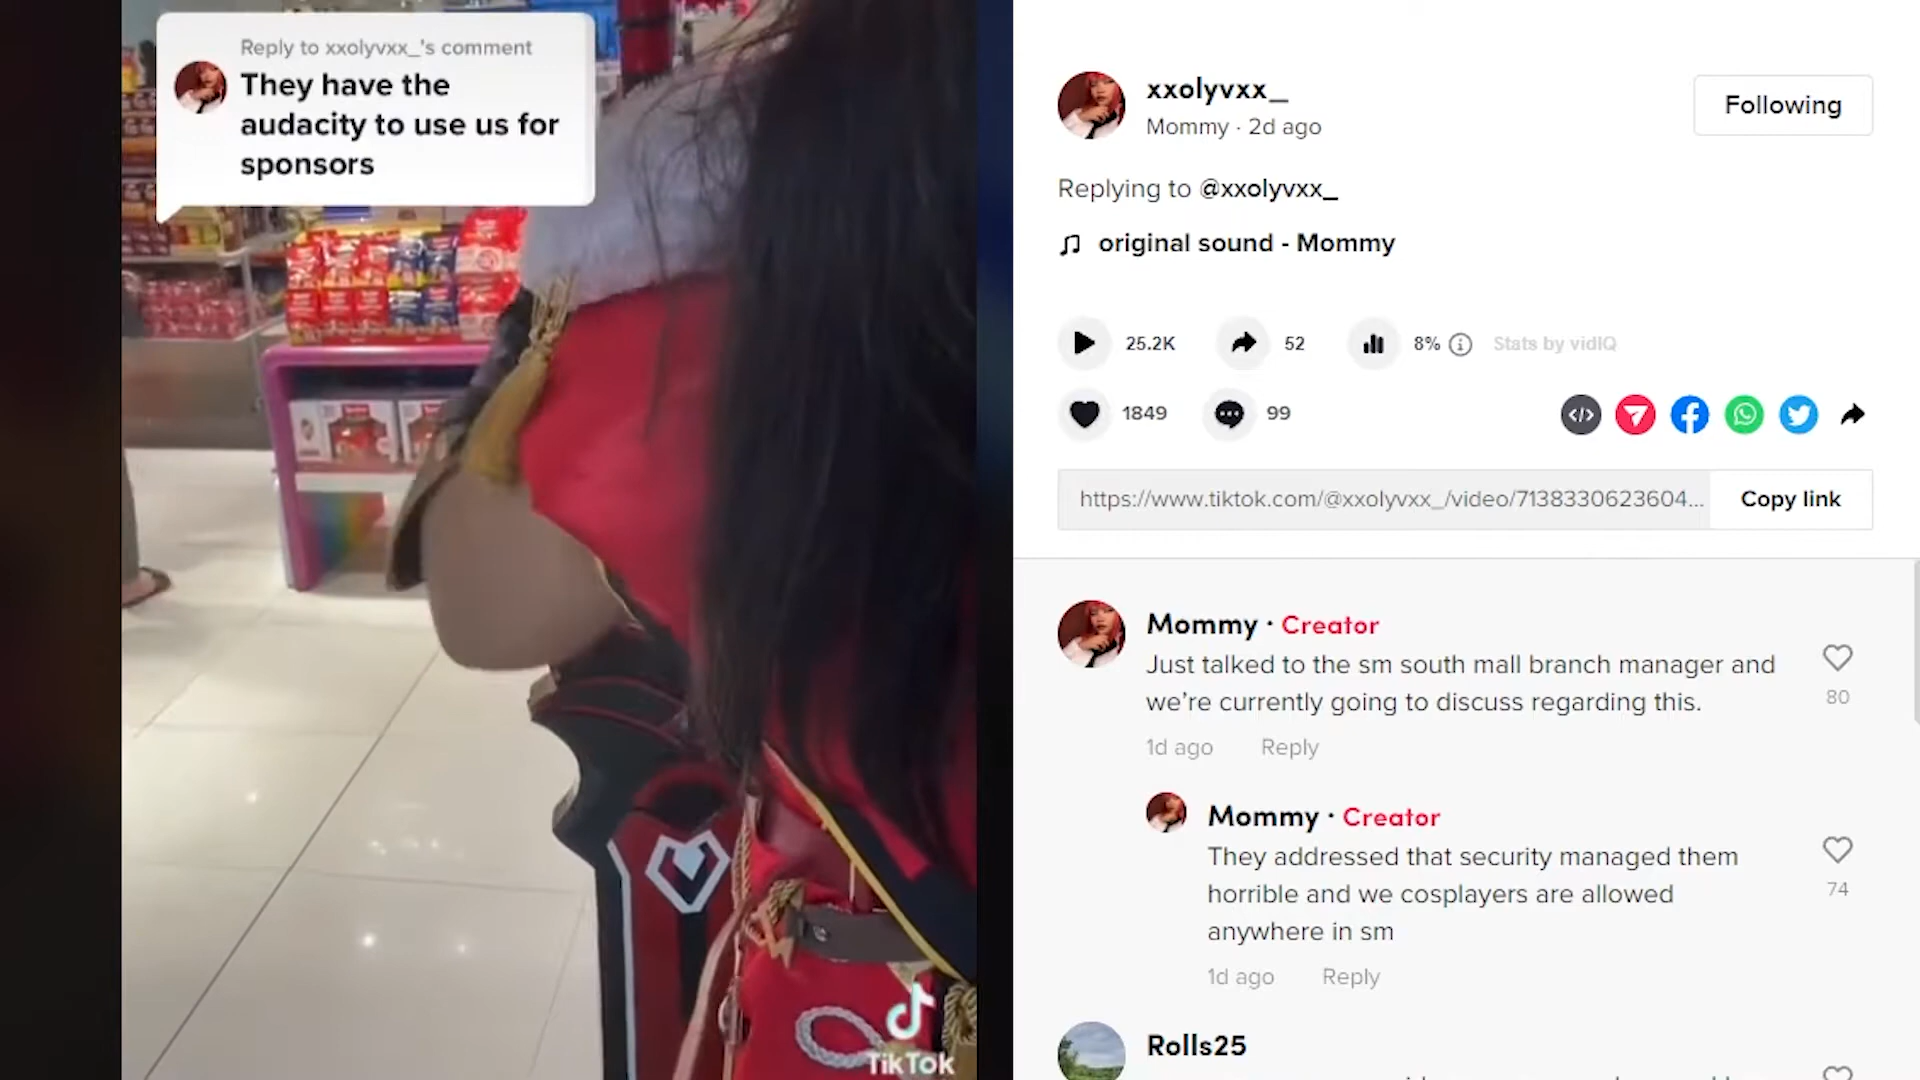 Reply to xxolyvxx_'s comment
They have the
audacity to use us for
sponsors
TikTok
xxolyvxx_
Mommy · 2d ago
Following
Replying to @xxolyvxx_
original sound - Mommy
25.2K
52
8%
Stats by vidIQ
1849
99
https://www.tiktok.com/@xxolyvxx_/video/7138330623604...
Copy link
Mommy · Creator
Just talked to the sm south mall branch manager and
we're currently going to discuss regarding this.
80
1d ago
Reply
Mommy · Creator
They addressed that security managed them
horrible and we cosplayers are allowed
anywhere in sm
74
1d ago
Reply
Rolls25